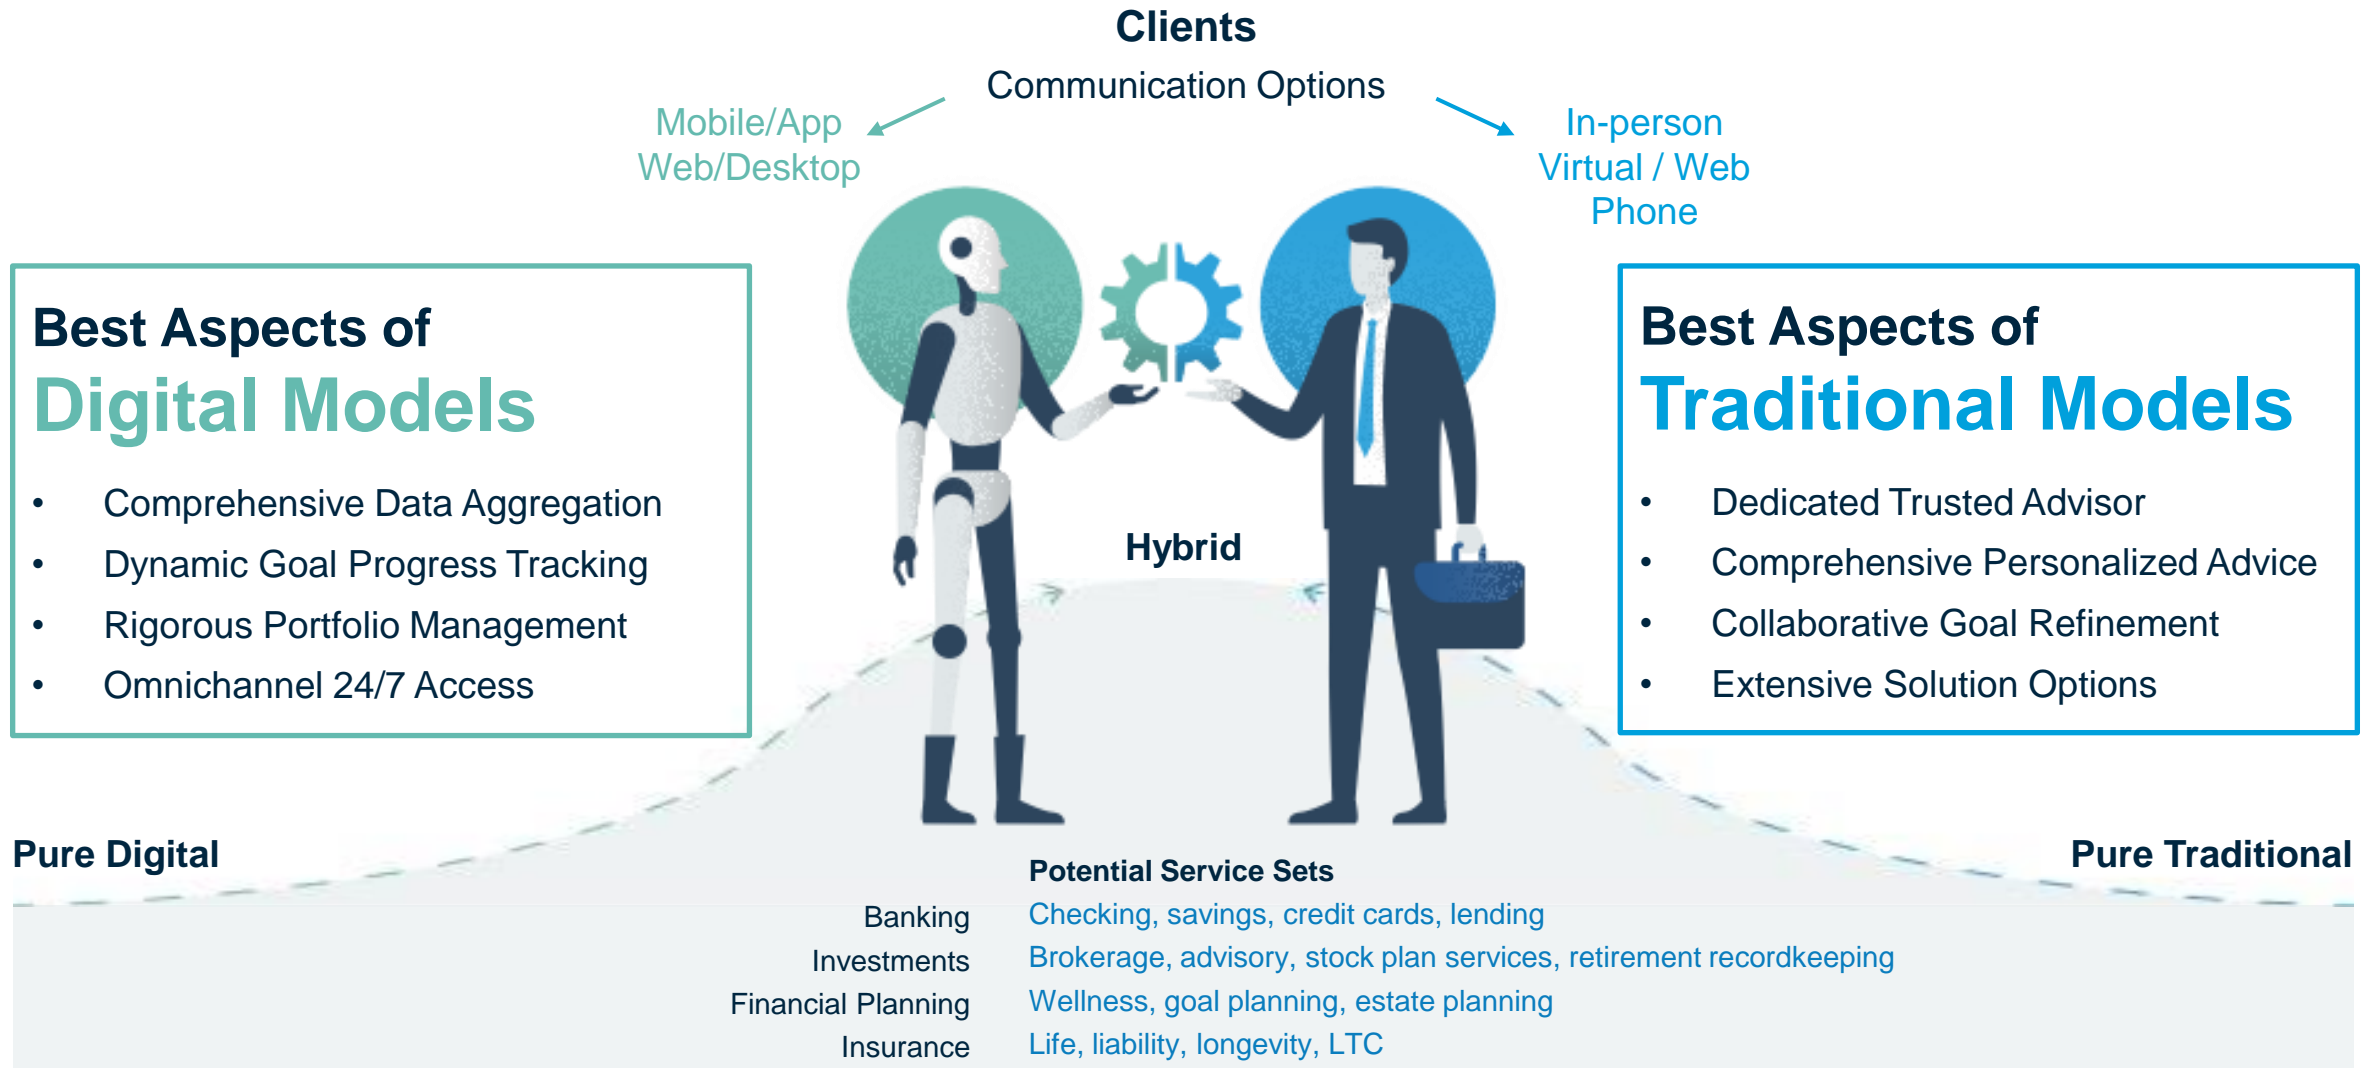 Clients
Communication Options
Mobile/App
Web/Desktop
In-person
Virtual / Web
Phone
Best Aspects of
Digital Models
• Comprehensive Data Aggregation
• Dynamic Goal Progress Tracking
• Rigorous Portfolio Management
• Omnichannel 24/7 Access
Hybrid
Best Aspects of
Traditional Models
• Dedicated Trusted Advisor
• Comprehensive Personalized Advice
• Collaborative Goal Refinement
• Extensive Solution Options
Pure Digital
Pure Traditional
Potential Service Sets
Banking Checking, savings, credit cards, lending
Investments Brokerage, advisory, stock plan services, retirement recordkeeping
Financial Planning Wellness, goal planning, estate planning
Insurance Life, liability, longevity, LTC